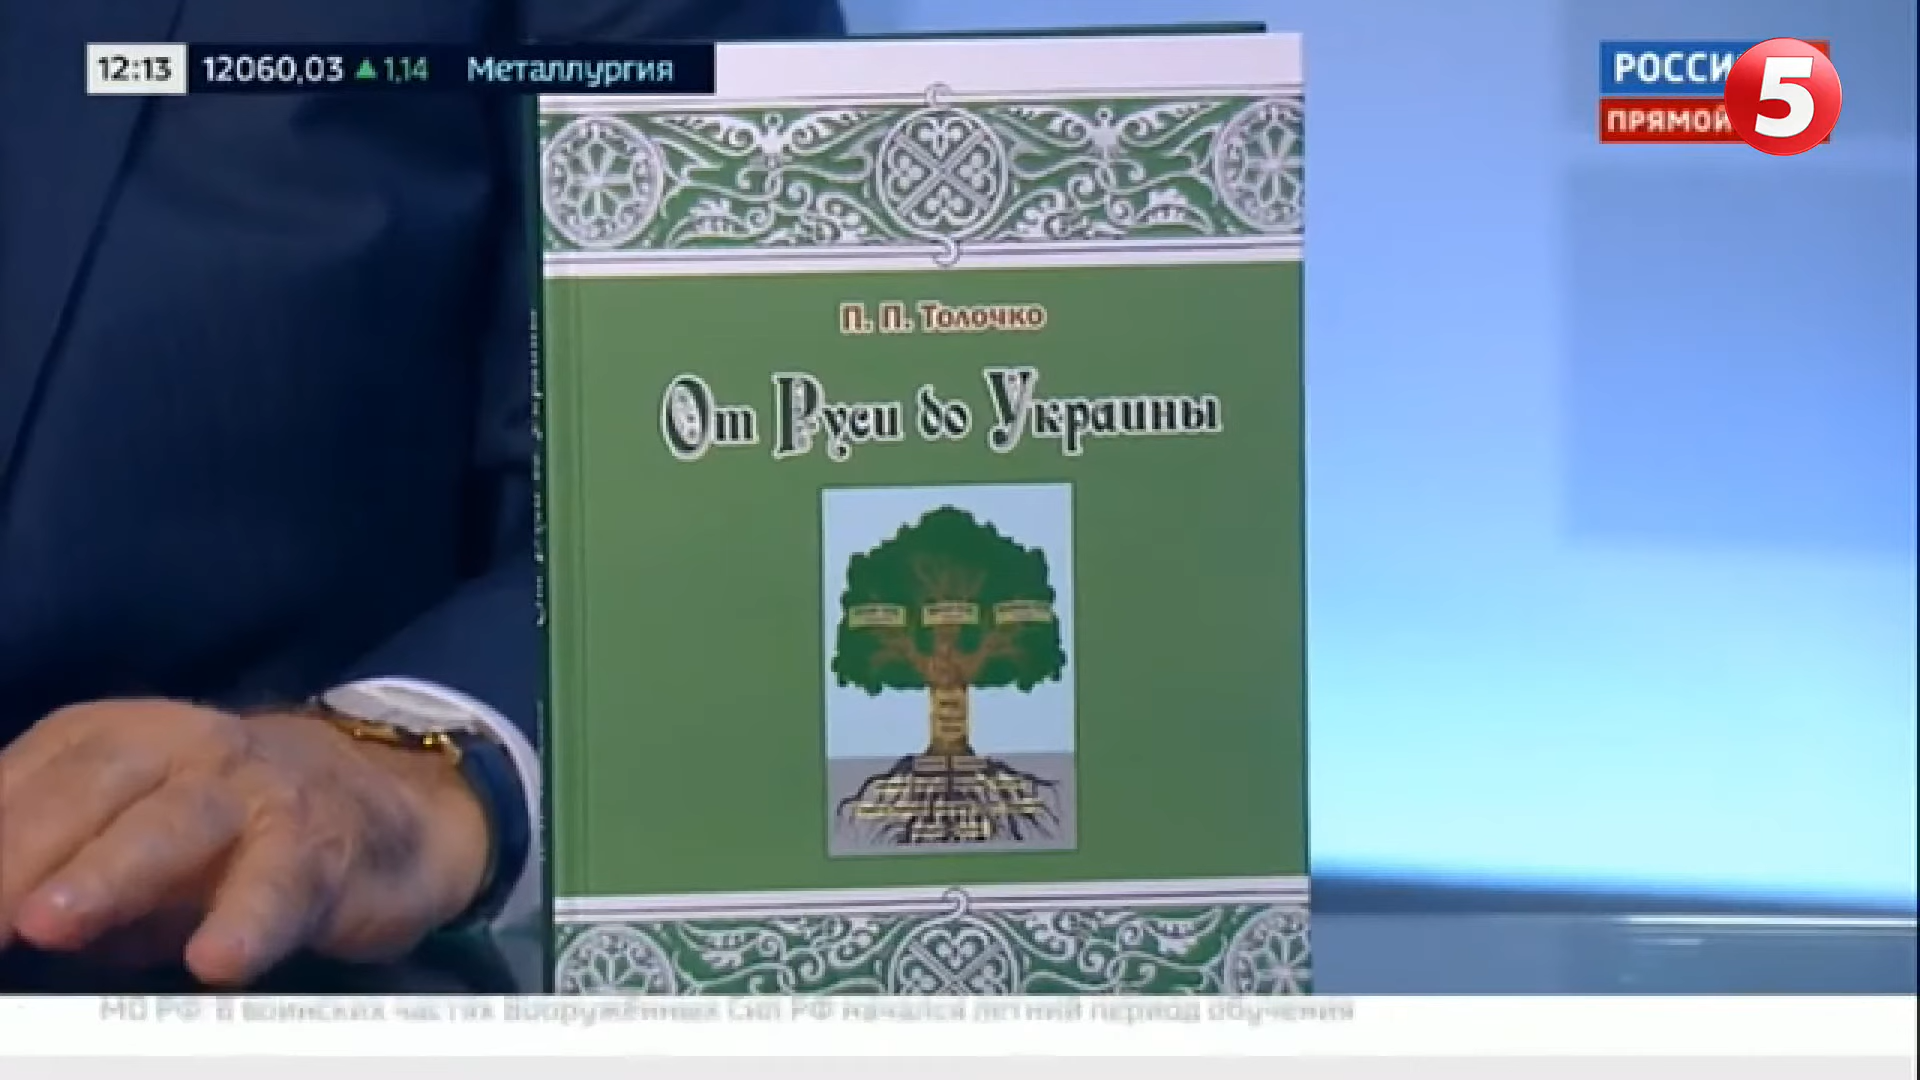 12:13 12060,03 ▲1,14 Металлургия
РОССИ
ПРЯМОЙ
5
П. П. Толочко
От Руси до Украины
МО РФ: В воинских частях Вооружённых Сил РФ начался летний период обучения